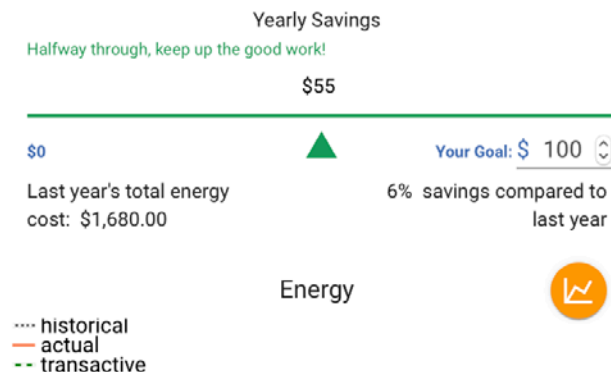 Yearly Savings
Halfway through, keep up the good work!
$55
$0
Your Goal: $ 100
Last year's total energy cost: $1,680.00
6% savings compared to last year
Energy
historical
actual
transactive